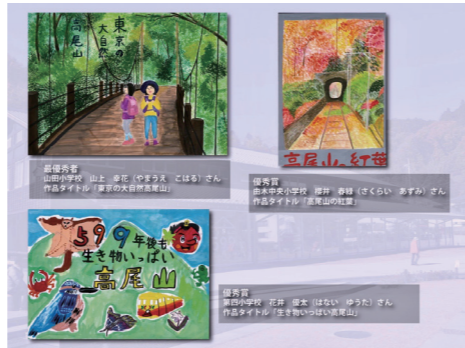 東京の
大自然
高尾山
高尾山の紅葉
最優秀者
山田小学校 山上 幸花（やまうえ こはる）さん
作品タイトル「東京の大自然高尾山」
優秀賞
由木中央小学校 櫻井 春穏（さくらい あずみ）さん
作品タイトル「高尾山の紅葉」
599年後も
生き物いっぱい
高尾山
優秀賞
第四小学校 花井 優太（はない ゆうた）さん
作品タイトル「生き物いっぱい高尾山」